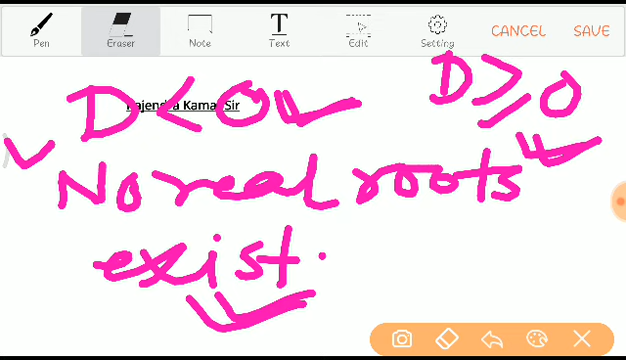 Pen Eraser Note Text Edit Setting CANCEL SAVE
Rajendra Kamal Sir
D < 0 D ≥ 0
No real roots
exist.